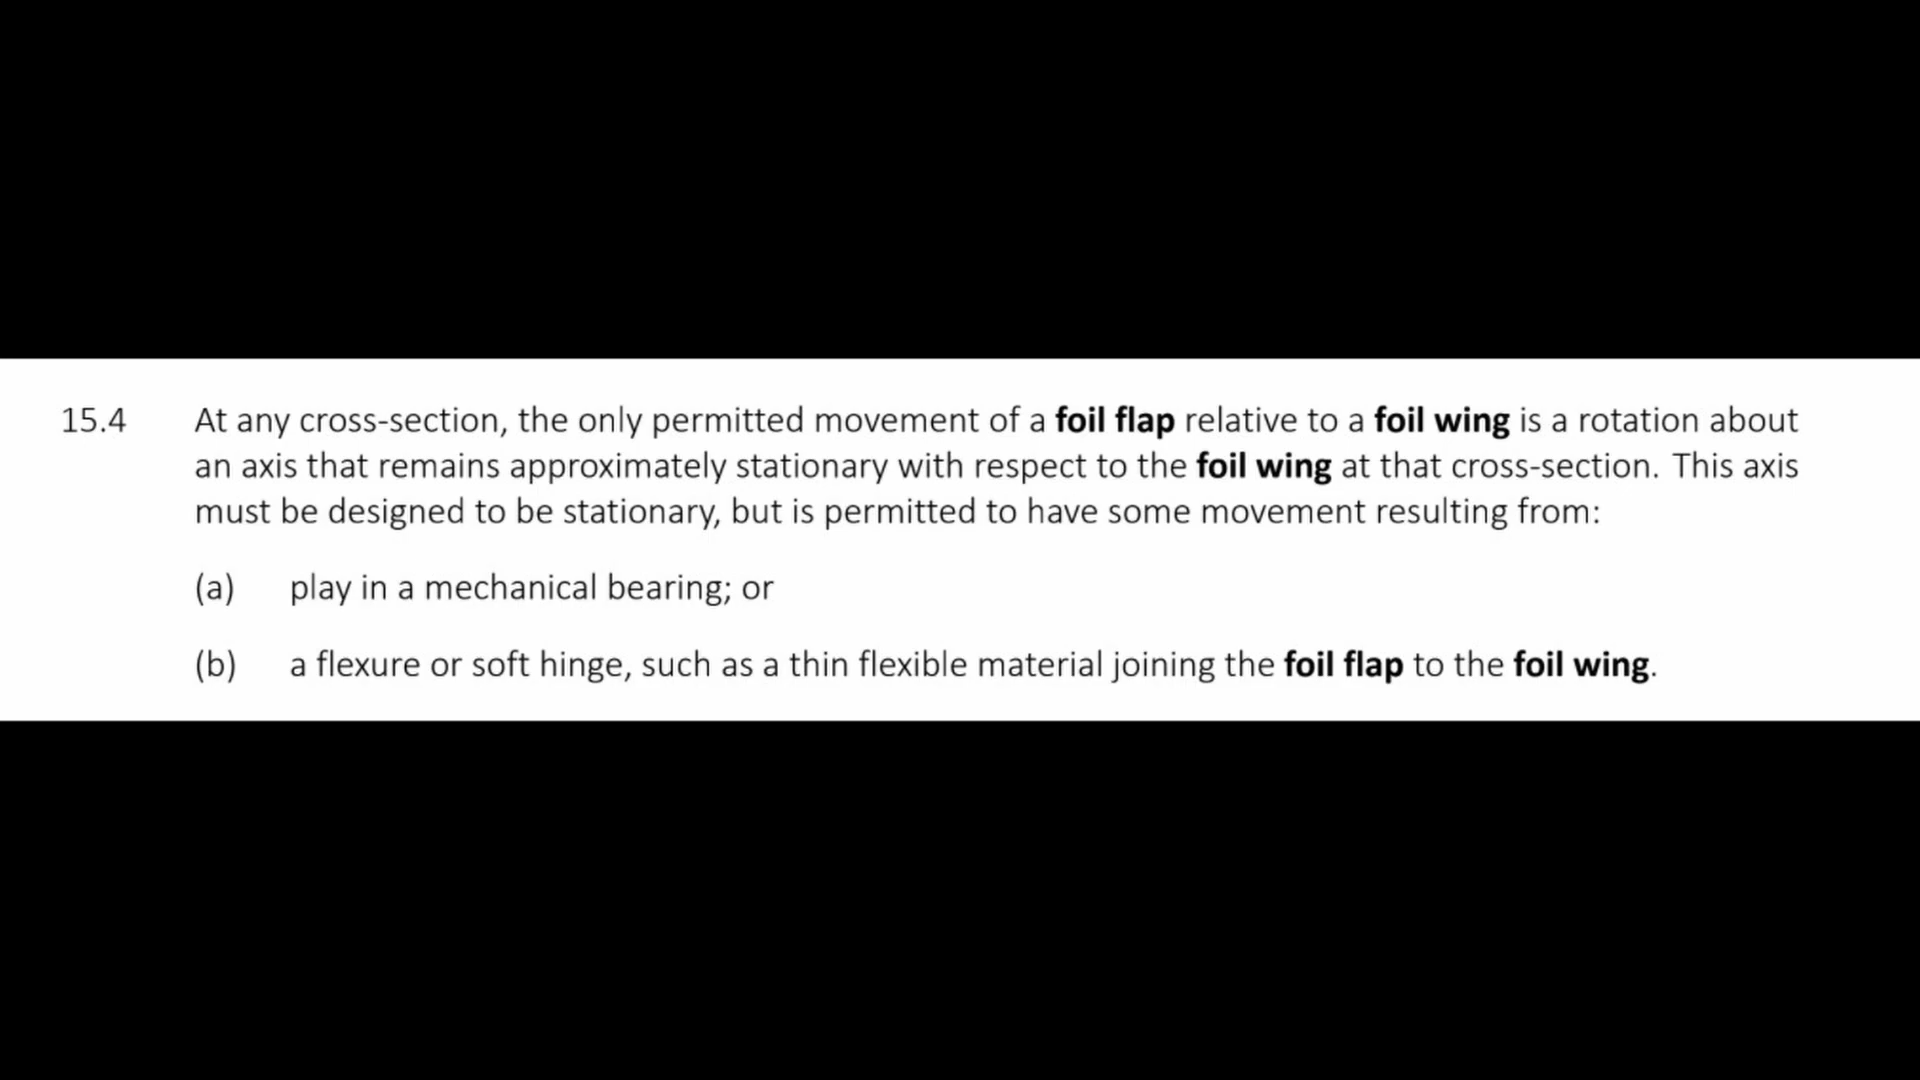 15.4 At any cross-section, the only permitted movement of a foil flap relative to a foil wing is a rotation about
an axis that remains approximately stationary with respect to the foil wing at that cross-section. This axis
must be designed to be stationary, but is permitted to have some movement resulting from:
(a) play in a mechanical bearing; or
(b) a flexure or soft hinge, such as a thin flexible material joining the foil flap to the foil wing.